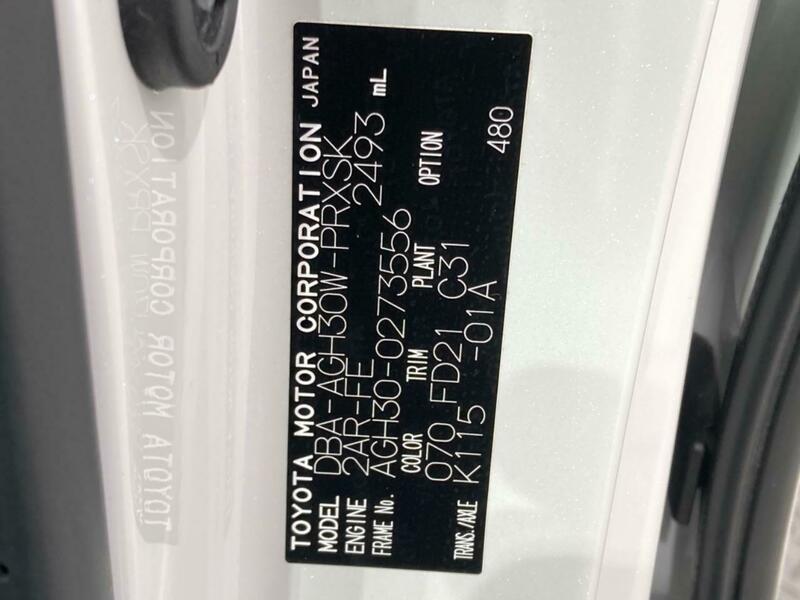 TOYOTA MOTOR CORPORATION JAPAN
MODEL DBA-AGH30W-PRXSK
ENGINE 2AR-FE 2493 mL
FRAME No. AGH30-0273556
COLOR TRIM PLANT OPTION
070 FD21 C31
TRANS./AXLE K115 -01A 480